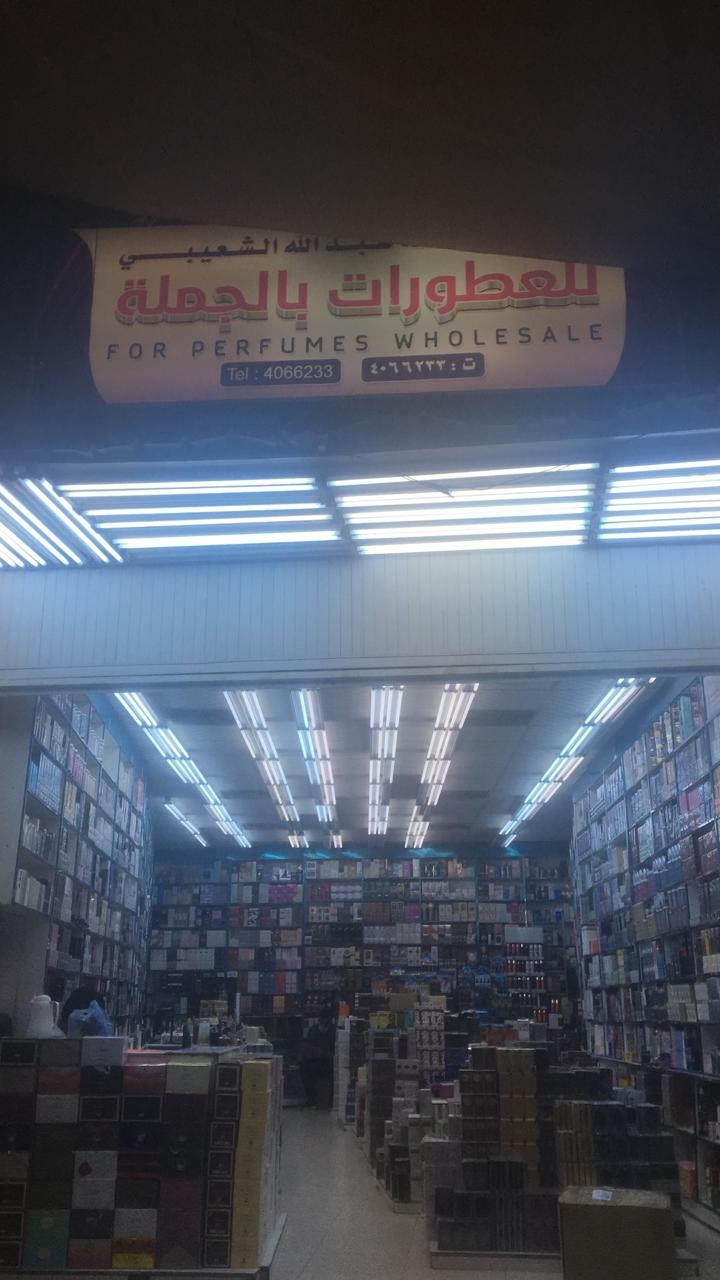 عبد الله الشعيبي
للعطورات بالجملة
FOR PERFUMES WHOLESALE
Tel : 4066233 ت : ٤٠٦٦٢٣٣